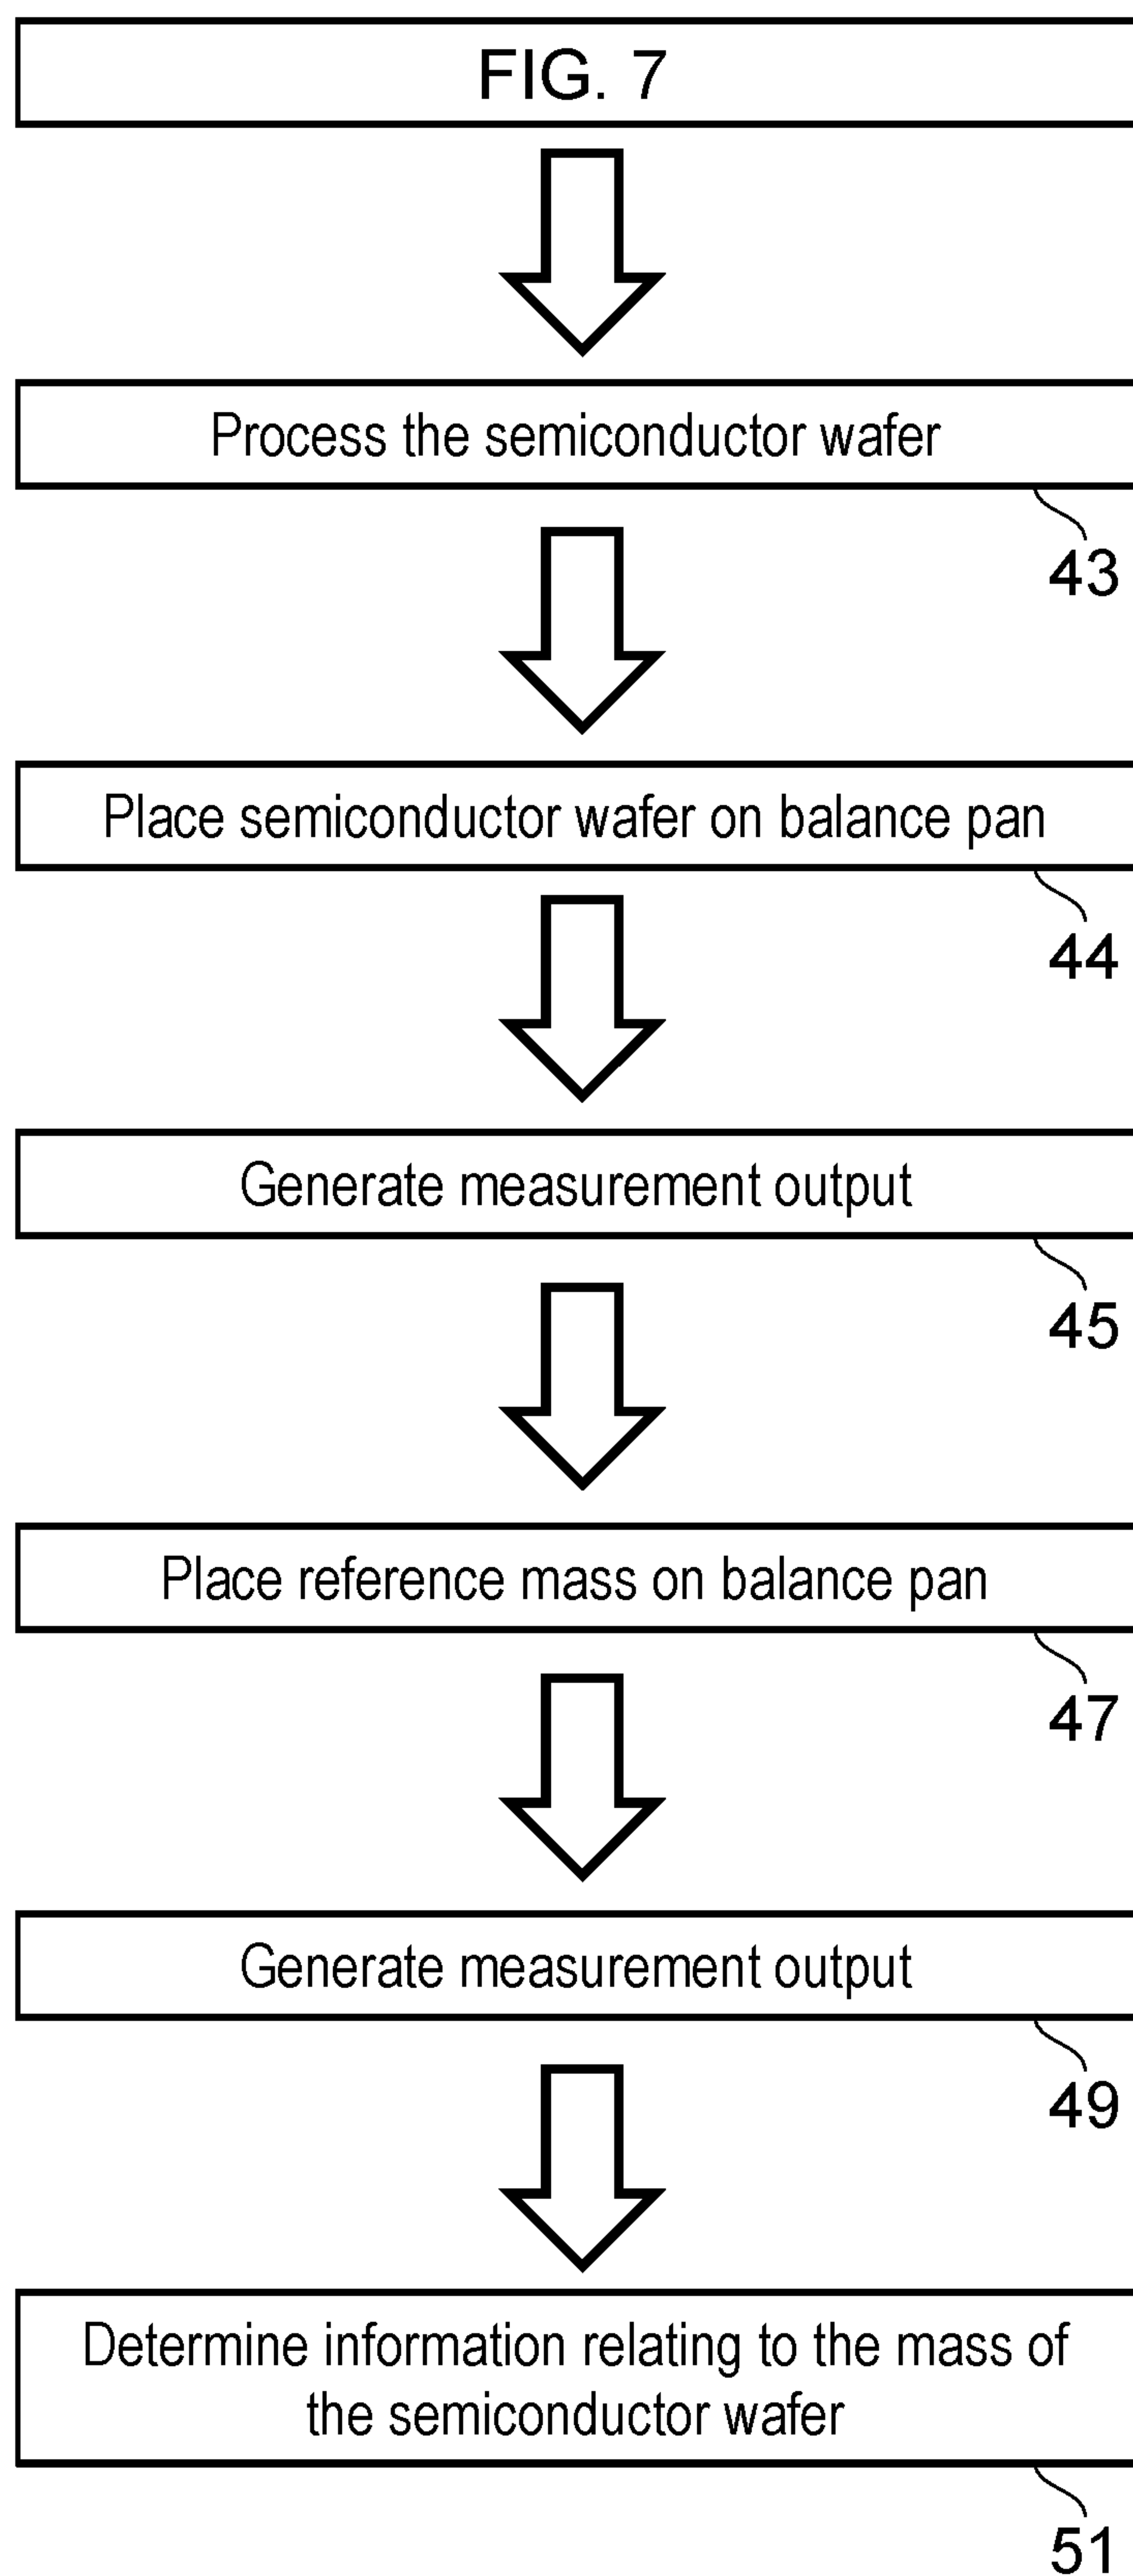 FIG. 7
Process the semiconductor wafer
43
Place semiconductor wafer on balance pan
44
Generate measurement output
45
Place reference mass on balance pan
47
Generate measurement output
49
Determine information relating to the mass of
the semiconductor wafer
51